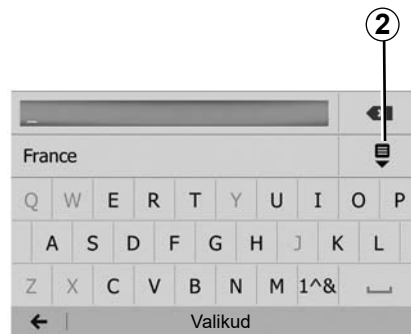 2
_
France
Q W E R T Y U I O P
A S D F G H J K L
Z X C V B N M 1^&
Valikud